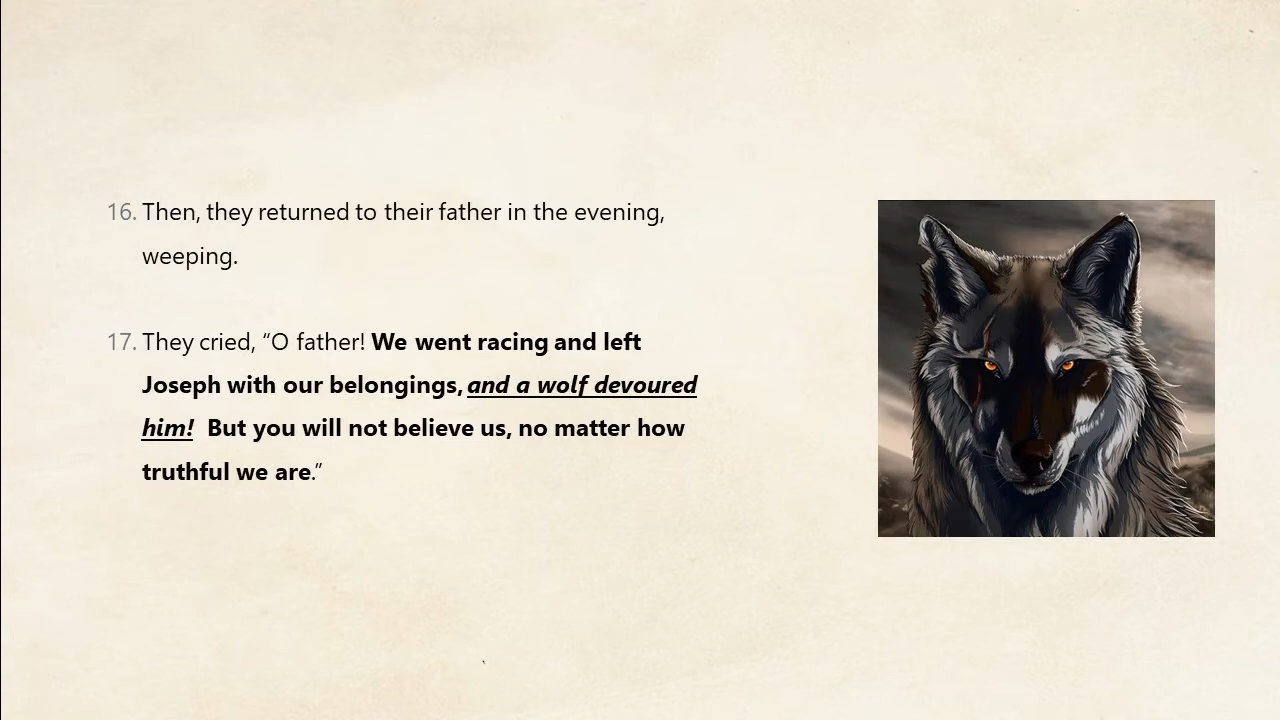 16. Then, they returned to their father in the evening,
weeping.
17. They cried, “O father! We went racing and left
Joseph with our belongings, and a wolf devoured
him! But you will not believe us, no matter how
truthful we are.”